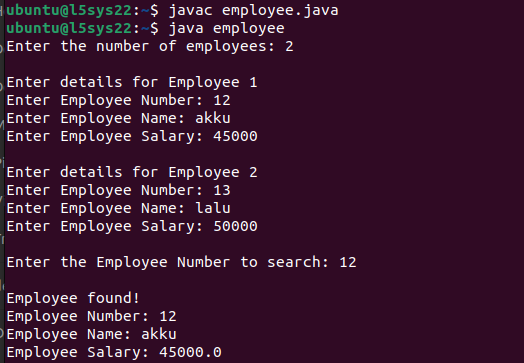 ubuntu@l5sys22:~$ javac employee.java
ubuntu@l5sys22:~$ java employee
Enter the number of employees: 2
Enter details for Employee 1
Enter Employee Number: 12
Enter Employee Name: akku
Enter Employee Salary: 45000
Enter details for Employee 2
Enter Employee Number: 13
Enter Employee Name: lalu
Enter Employee Salary: 50000
Enter the Employee Number to search: 12
Employee found!
Employee Number: 12
Employee Name: akku
Employee Salary: 45000.0